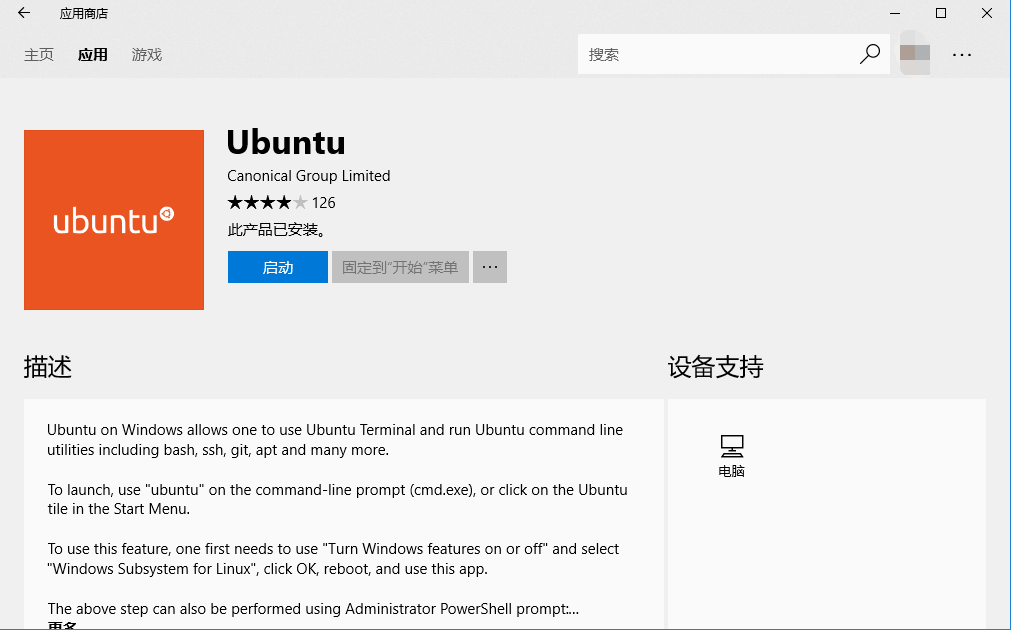 应用商店
主页 应用 游戏
搜索
Ubuntu
Canonical Group Limited
126
此产品已安装。
启动 固定到"开始"菜单 ...
ubuntu
描述
Ubuntu on Windows allows one to use Ubuntu Terminal and run Ubuntu command line
utilities including bash, ssh, git, apt and many more.
To launch, use "ubuntu" on the command-line prompt (cmd.exe), or click on the Ubuntu
tile in the Start Menu.
To use this feature, one first needs to use "Turn Windows features on or off" and select
"Windows Subsystem for Linux", click OK, reboot, and use this app.
The above step can also be performed using Administrator PowerShell prompt:...
更多
设备支持
电脑